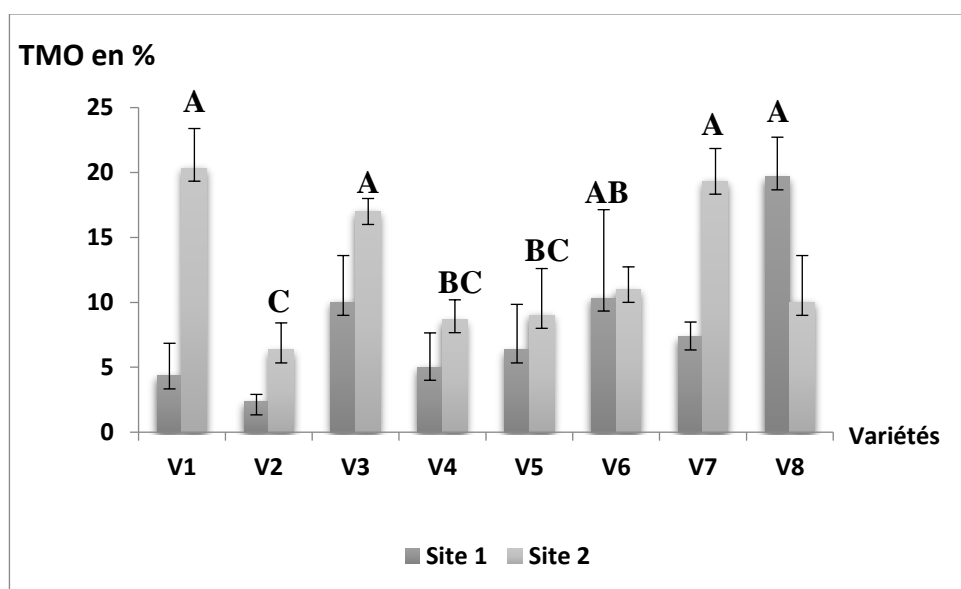 TMO en %
25
20
15
10
5
0
A
C
A
BC
BC
AB
A
A
V1 V2 V3 V4 V5 V6 V7 V8
Variétés
Site 1 Site 2